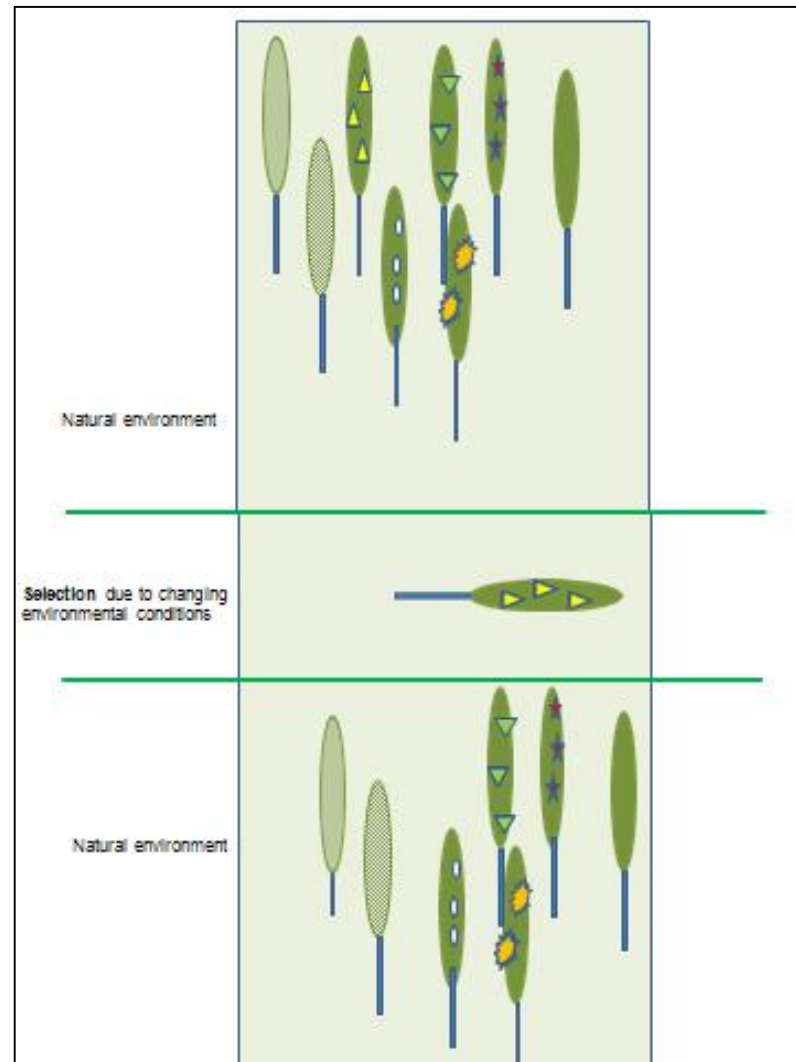 Natural environment
Selection due to changing
environmental conditions
Natural environment